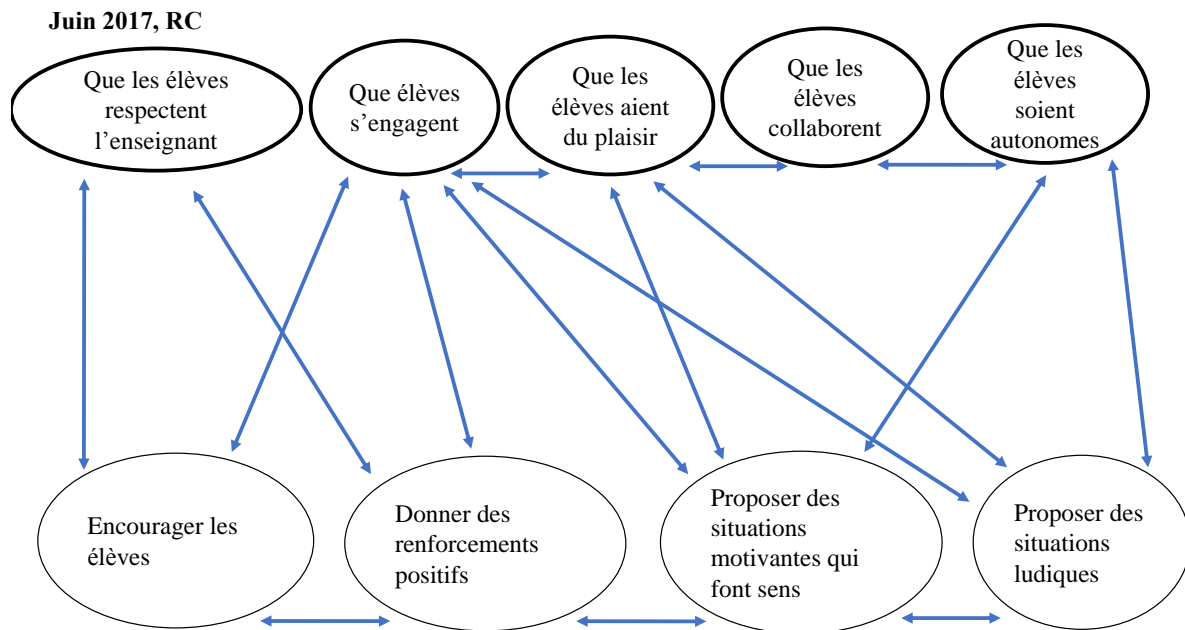 Juin 2017, RC
Que les élèves
respectent
l’enseignant
Que élèves
s’engagent
Que les
élèves aient
du plaisir
Que les
élèves
collaborent
Que les
élèves
soient
autonomes
Encourager les
élèves
Donner des
renforcements
positifs
Proposer des
situations
motivantes qui
font sens
Proposer des
situations
ludiques